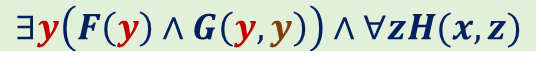 ∃y(F(y) ∧ G(y, y)) ∧ ∀zH(x, z)